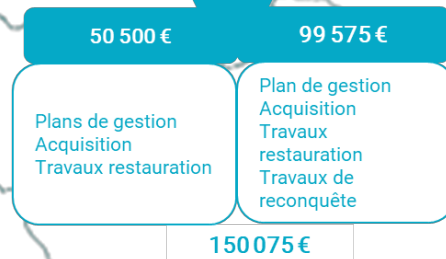 50 500 €
Plans de gestion
Acquisition
Travaux restauration
99 575 €
Plan de gestion
Acquisition
Travaux
restauration
Travaux de
reconquête
150 075 €